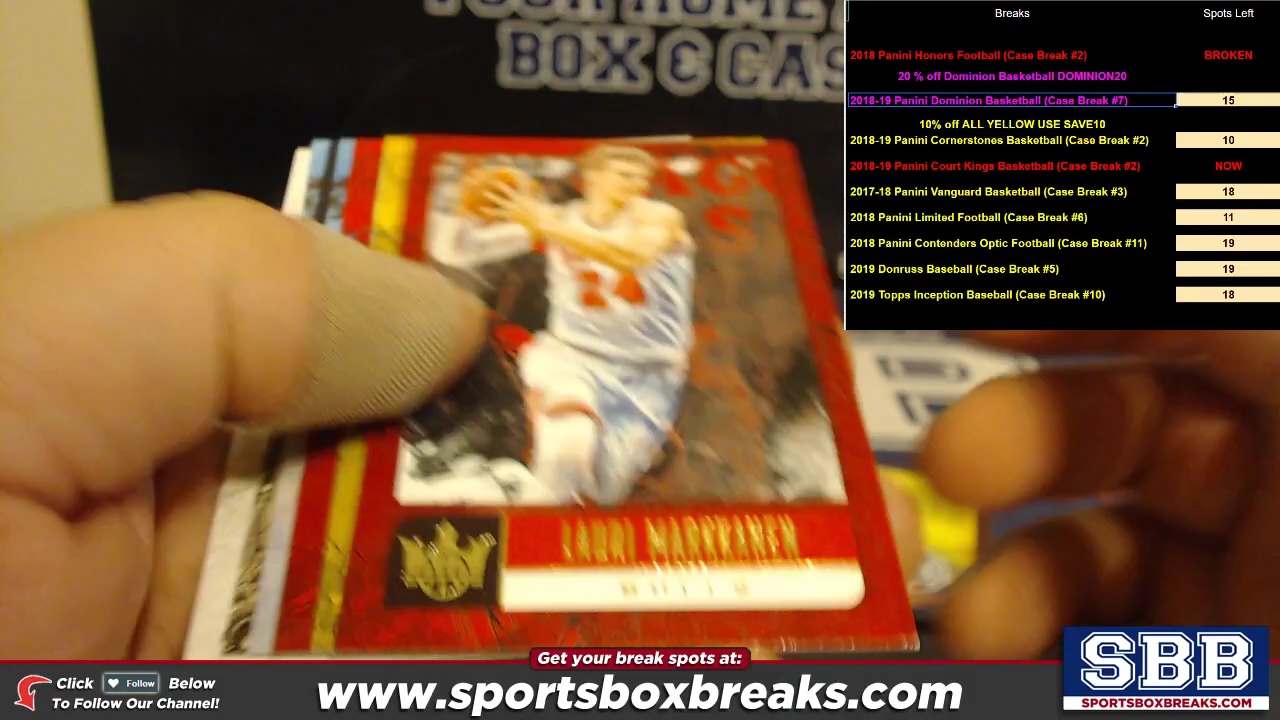 BOX & CAS
Breaks Spots Left
2018 Panini Honors Football (Case Break #2) BROKEN
20 % off Dominion Basketball DOMINION20
2018-19 Panini Dominion Basketball (Case Break #7) 15
10% off ALL YELLOW USE SAVE10
2018-19 Panini Cornerstones Basketball (Case Break #2) 10
2018-19 Panini Court Kings Basketball (Case Break #2) NOW
2017-18 Panini Vanguard Basketball (Case Break #3) 18
2018 Panini Limited Football (Case Break #6) 11
2018 Panini Contenders Optic Football (Case Break #11) 19
2019 Donruss Baseball (Case Break #5) 19
2019 Topps Inception Baseball (Case Break #10) 18
24
LAURI MARKKANEN
BULLS
Get your break spots at:
Click Follow Below
To Follow Our Channel!
www.sportsboxbreaks.com
SBB
SPORTSBOXBREAKS.COM